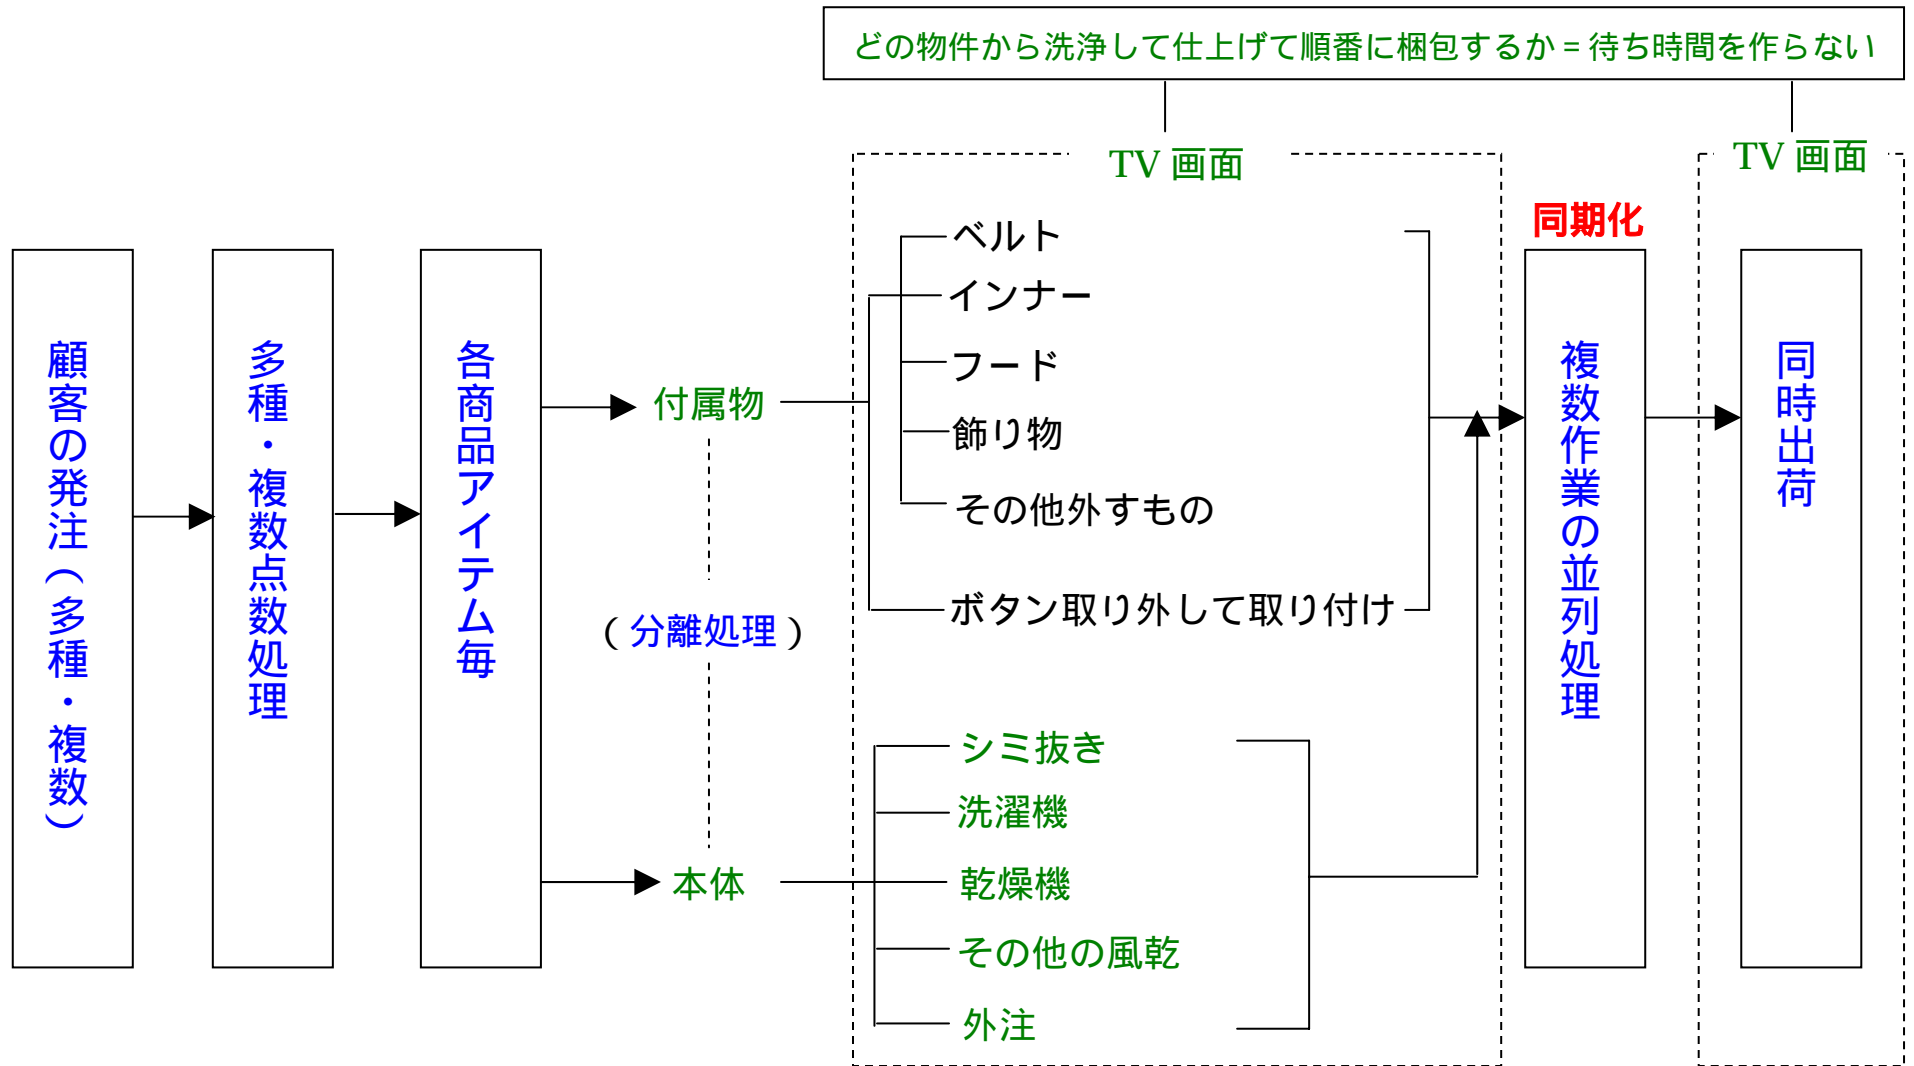 どの物件から洗浄して仕上げて順番に梱包するか = 待ち時間を作らない
TV 画面
TV 画面
同期化
顧客の発注(多種・複数)
多種・複数点数処理
各商品アイテム毎
付属物
(分離処理)
本体
ベルト
インナー
フード
飾り物
その他外すもの
ボタン取り外して取り付け
シミ抜き
洗濯機
乾燥機
その他の風乾
外注
複数作業の並列処理
同時出荷